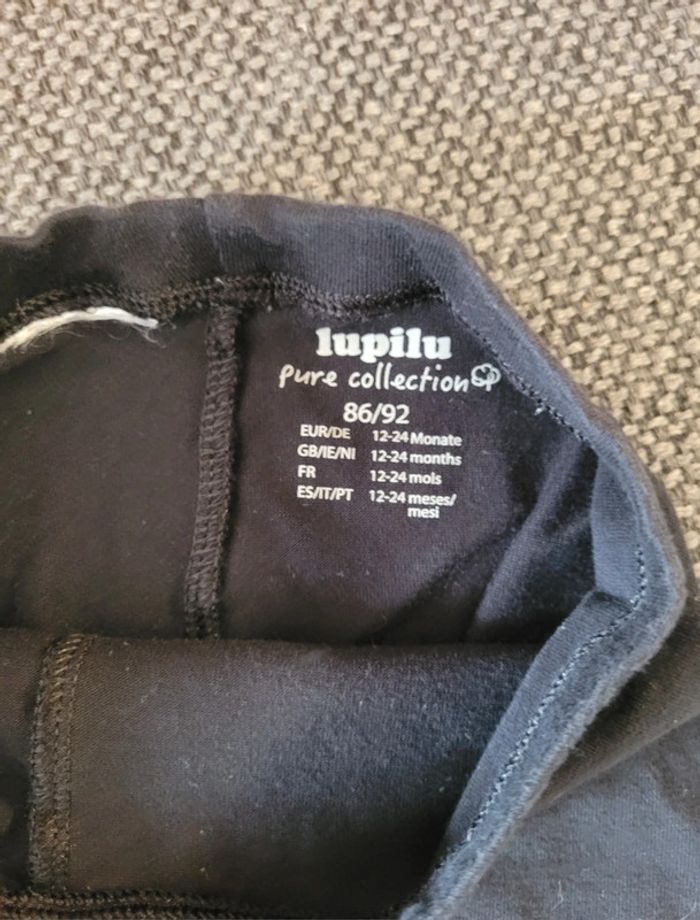 lupilu
pure collection
86/92
EUR/DE 12-24 Monate
GB/IE/NI 12-24 months
FR 12-24 mois
ES/IT/PT 12-24 meses/
mesi